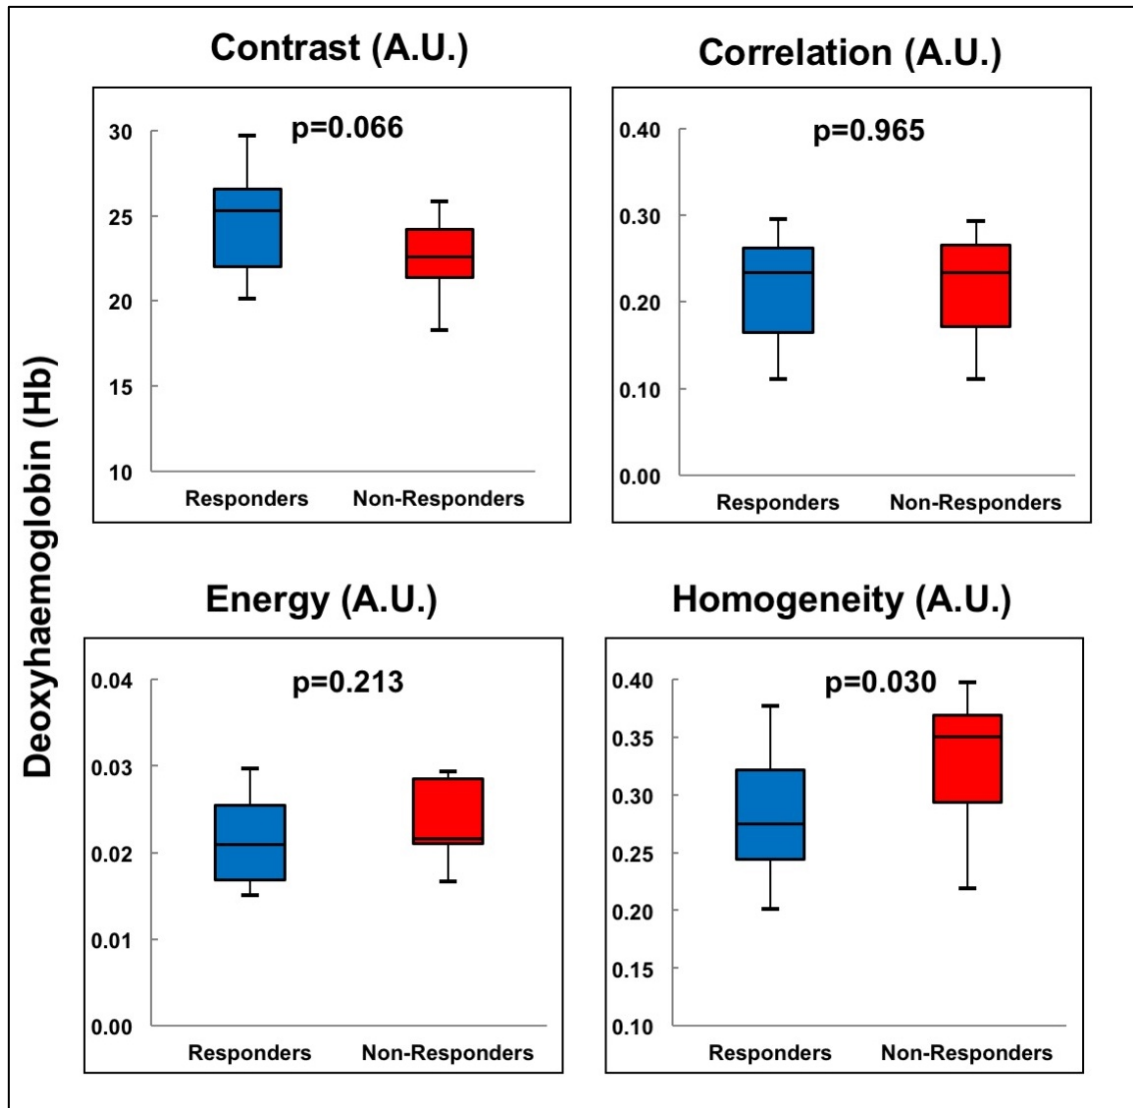 Deoxyhaemoglobin (Hb)
Contrast (A.U.)
p=0.066
30
25
20
15
10
Responders Non-Responders
Correlation (A.U.)
p=0.965
0.40
0.30
0.20
0.10
0.00
Responders Non-Responders
Energy (A.U.)
p=0.213
0.04
0.03
0.02
0.01
0.00
Responders Non-Responders
Homogeneity (A.U.)
p=0.030
0.40
0.35
0.30
0.25
0.20
0.15
0.10
Responders Non-Responders